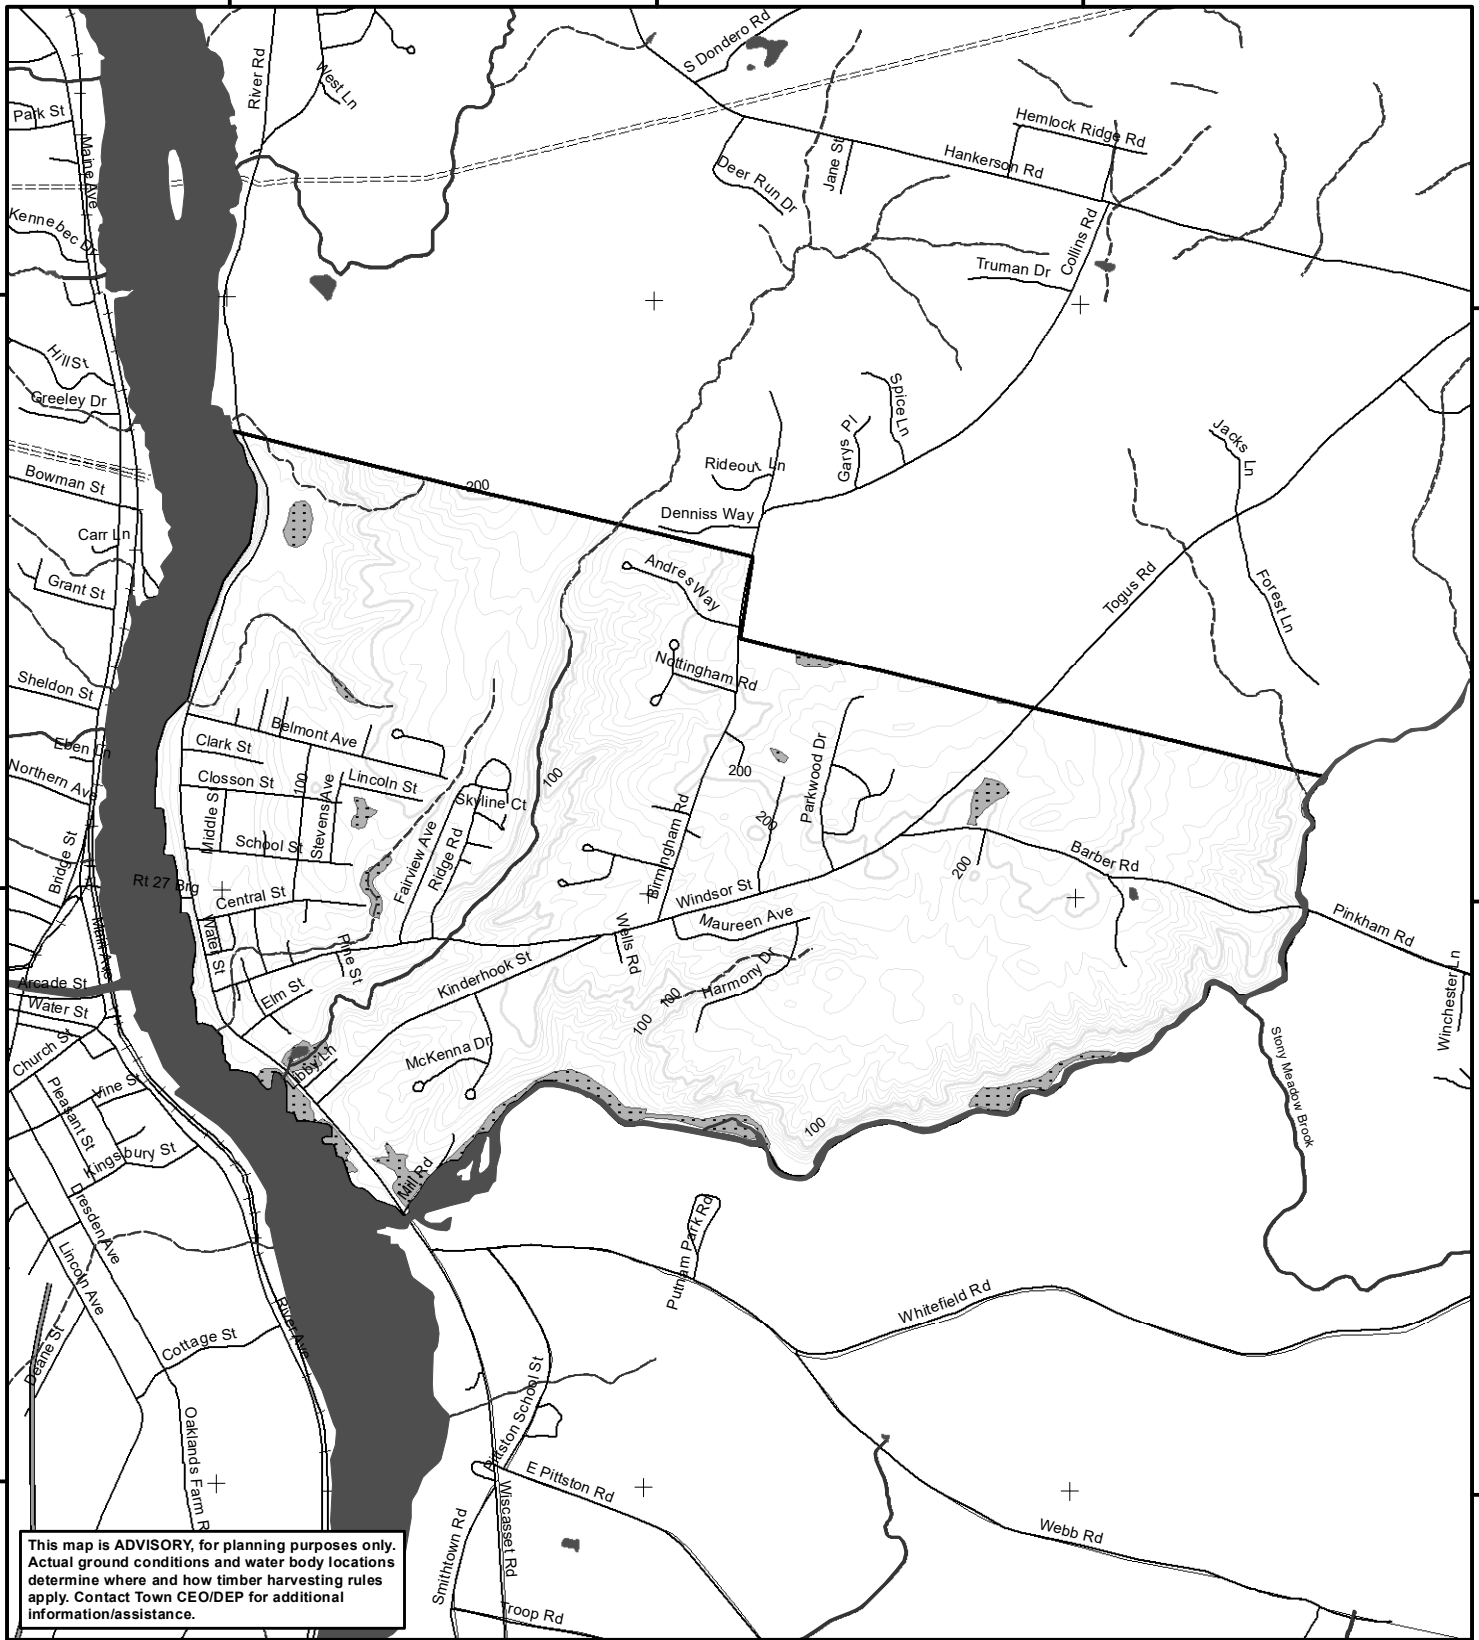 S Dondero Rd
River Rd
West Ln
Park St
Maine Ave
Hemlock Ridge Rd
Hankerson Rd
Jane St
Deer Run Dr
Kennebec Dr
Collins Rd
Truman Dr
Hill St
Greeley Dr
Spice Ln
Garys Pl
Jacks Ln
Rideout Ln
Bowman St
200
Denniss Way
Carr Ln
Grant St
Andres Way
Togus Rd
Forest Ln
Nottingham Rd
Sheldon St
Belmont Ave
Clark St
Eben Ln
Northern Ave
Closson St
100
Lincoln St
Skyline Ct
100
200
Parkwood Dr
Middle St
Stevens Ave
200
School St
Fairview Ave
Ridge Rd
Birmingham Rd
Bridge St
Barber Rd
200
Rt 27 Brg
Central St
Windsor St
Maureen Ave
Pinkham Rd
Water St
Main Ave
Pine St
Wells Rd
Kinderhook St
Harmony Dr
Winchester Ln
Arcade St
Elm St
100
100
Water St
Church St
McKenna Dr
Libby Ln
Stony Meadow Brook
Vine St
Pleasant St
100
Kingsbury St
Mill Rd
Dresden Ave
Putnam Park Rd
Lincoln Ave
Whitefield Rd
River Ave
Deane St
Cottage St
Pittston School St
Oaklands Farm R
E Pittston Rd
Wiscasset Rd
Smithtown Rd
Webb Rd
Troop Rd
This map is ADVISORY, for planning purposes only.
Actual ground conditions and water body locations
determine where and how timber harvesting rules
apply. Contact Town CEO/DEP for additional
information/assistance.